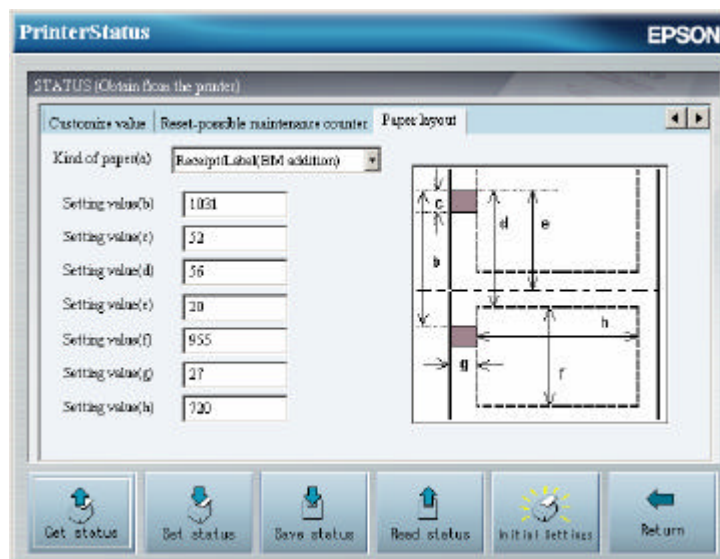 PrinterStatus
EPSON
STATUS (Obtain from the printer)
Customize value
Reset-possible maintenance counter
Paper layout
Kind of paper(a)
Receipt/Label(BM addition)
Setting value(b)
1031
Setting value(c)
52
Setting value(d)
56
Setting value(e)
20
Setting value(f)
955
Setting value(g)
27
Setting value(h)
720
c
d
e
b
h
g
f
Get status
Set status
Save status
Read status
Initial Settings
Return